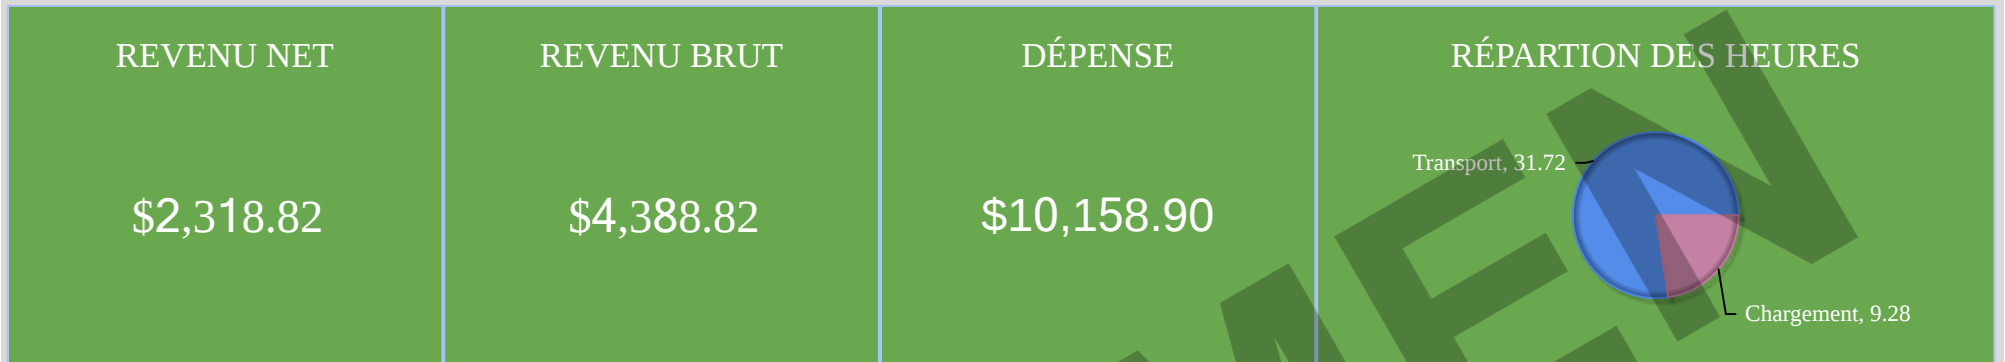 REVENU NET
$2,318.82
REVENU BRUT
$4,388.82
DÉPENSE
$10,158.90
RÉPARTION DES HEURES
Transport, 31.72
Chargement, 9.28